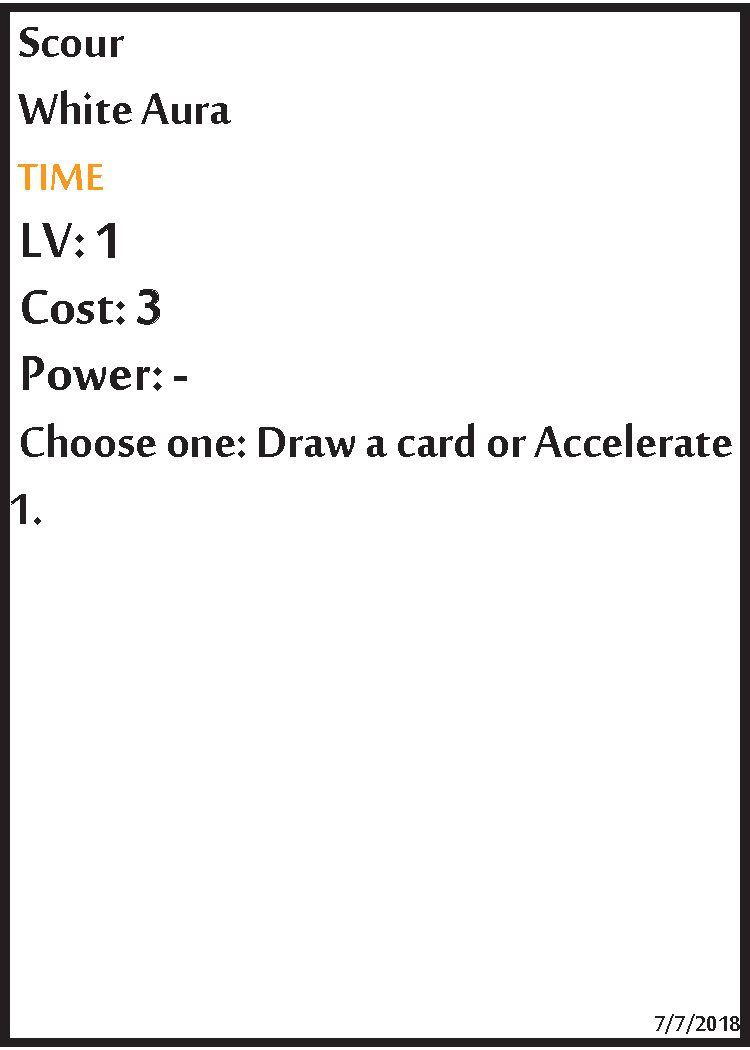 Scour
White Aura
TIME
LV: 1
Cost: 3
Power: -
Choose one: Draw a card or Accelerate
1.
7/7/2018